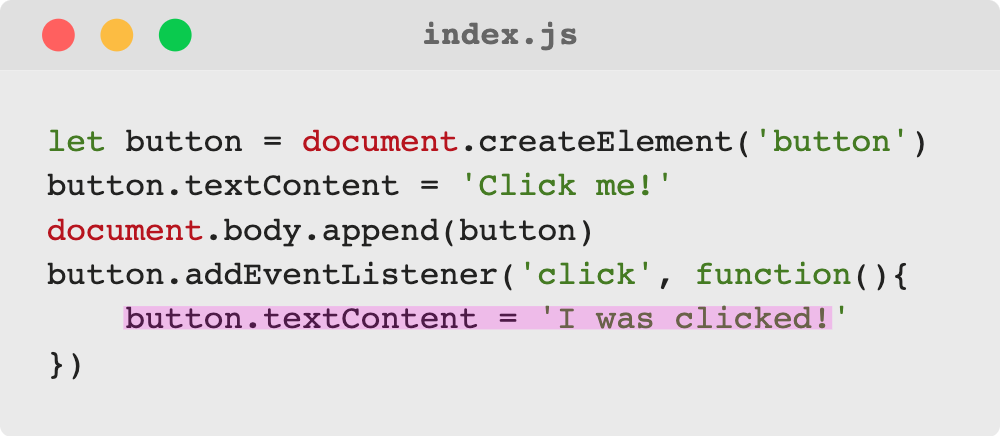 index.js
let button = document.createElement('button')
button.textContent = 'Click me!'
document.body.append(button)
button.addEventListener('click', function(){
    button.textContent = 'I was clicked!'
})